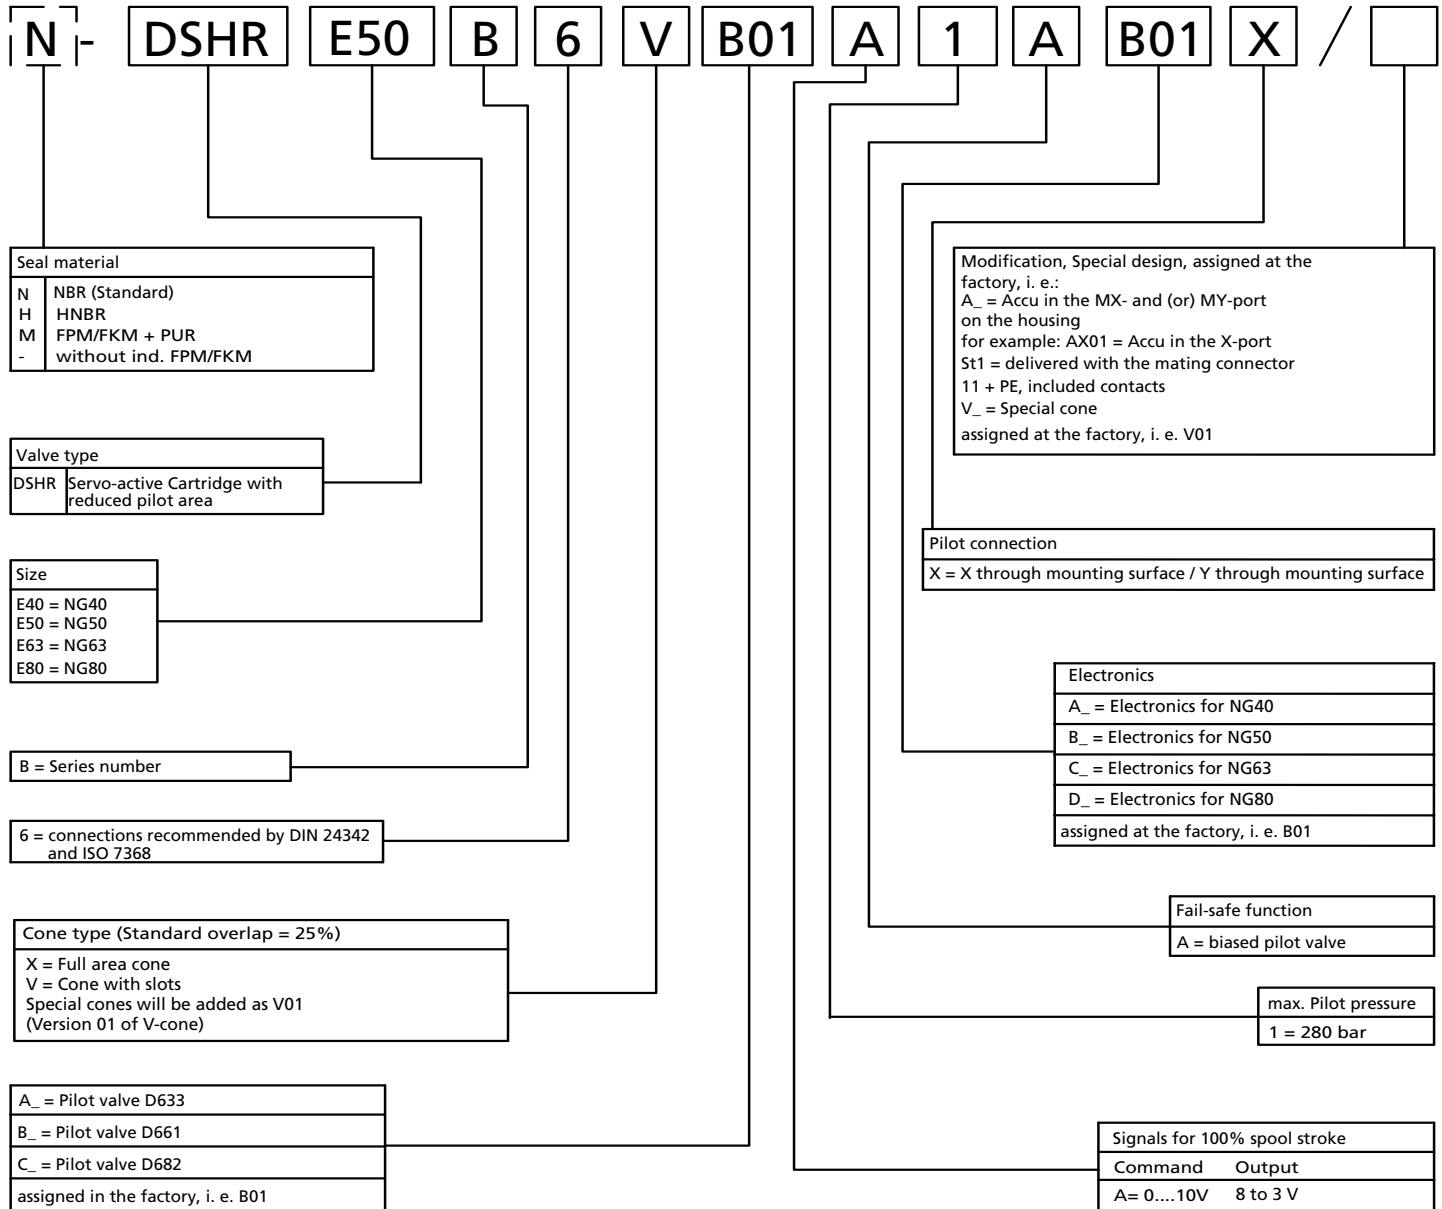 N - DSHR E50 B 6 V B01 A 1 A B01 X /
Seal material
N NBR (Standard)
H HNBR
M FPM/FKM + PUR
- without ind. FPM/FKM
Valve type
DSHR Servo-active Cartridge with
reduced pilot area
Size
E40 = NG40
E50 = NG50
E63 = NG63
E80 = NG80
B = Series number
6 = connections recommended by DIN 24342
and ISO 7368
Cone type (Standard overlap = 25%)
X = Full area cone
V = Cone with slots
Special cones will be added as V01
(Version 01 of V-cone)
A_ = Pilot valve D633
B_ = Pilot valve D661
C_ = Pilot valve D682
assigned in the factory, i. e. B01
Modification, Special design, assigned at the
factory, i. e.:
A_ = Accu in the MX- and (or) MY-port
on the housing
for example: AX01 = Accu in the X-port
St1 = delivered with the mating connector
11 + PE, included contacts
V_ = Special cone
assigned at the factory, i. e. V01
Pilot connection
X = X through mounting surface / Y through mounting surface
Electronics
A_ = Electronics for NG40
B_ = Electronics for NG50
C_ = Electronics for NG63
D_ = Electronics for NG80
assigned at the factory, i. e. B01
Fail-safe function
A = biased pilot valve
max. Pilot pressure
1 = 280 bar
Signals for 100% spool stroke
Command Output
A= 0....10V 8 to 3 V